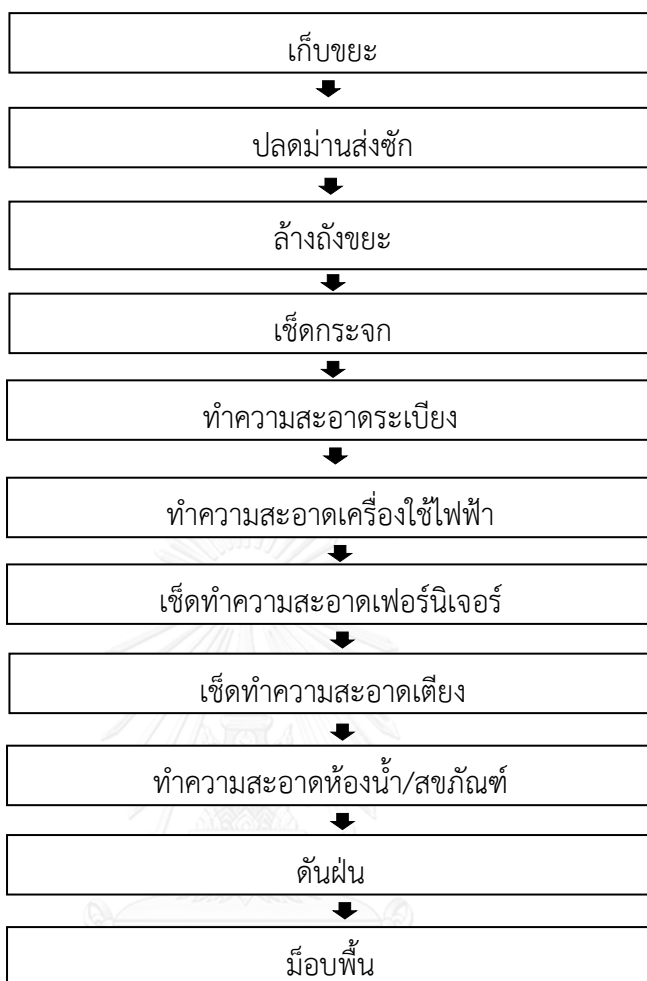 เก็บขยะ
ปลดม่านส่งซัก
ล้างถังขยะ
เช็ดกระจก
ทำความสะอาดระเบียง
ทำความสะอาดเครื่องใช้ไฟฟ้า
เช็ดทำความสะอาดเฟอร์นิเจอร์
เช็ดทำความสะอาดเตียง
ทำความสะอาดห้องน้ำ/สขภัณฑ์
ดันฝุ่น
ม็อบพื้น